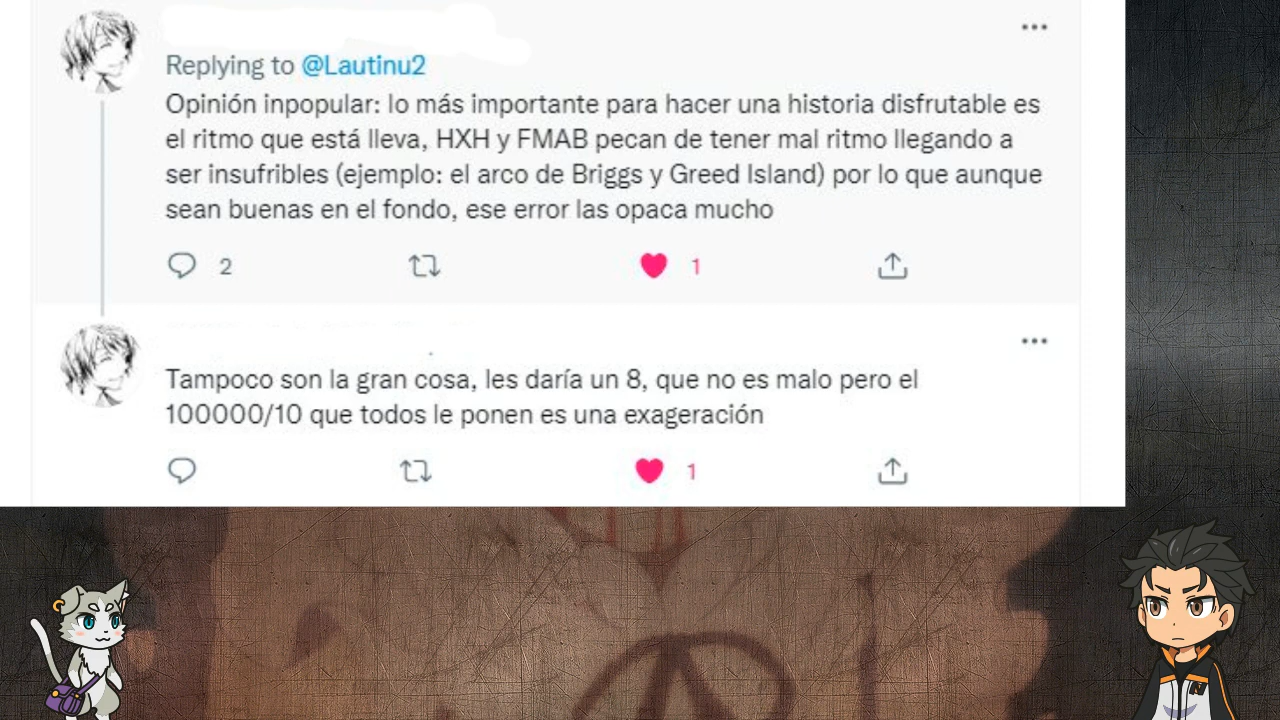 Replying to @Lautinu2
Opinión inpopular: lo más importante para hacer una historia disfrutable es
el ritmo que está lleva, HXH y FMAB pecan de tener mal ritmo llegando a
ser insufribles (ejemplo: el arco de Briggs y Greed Island) por lo que aunque
sean buenas en el fondo, ese error las opaca mucho
2
1
Tampoco son la gran cosa, les daría un 8, que no es malo pero el
100000/10 que todos le ponen es una exageración
1